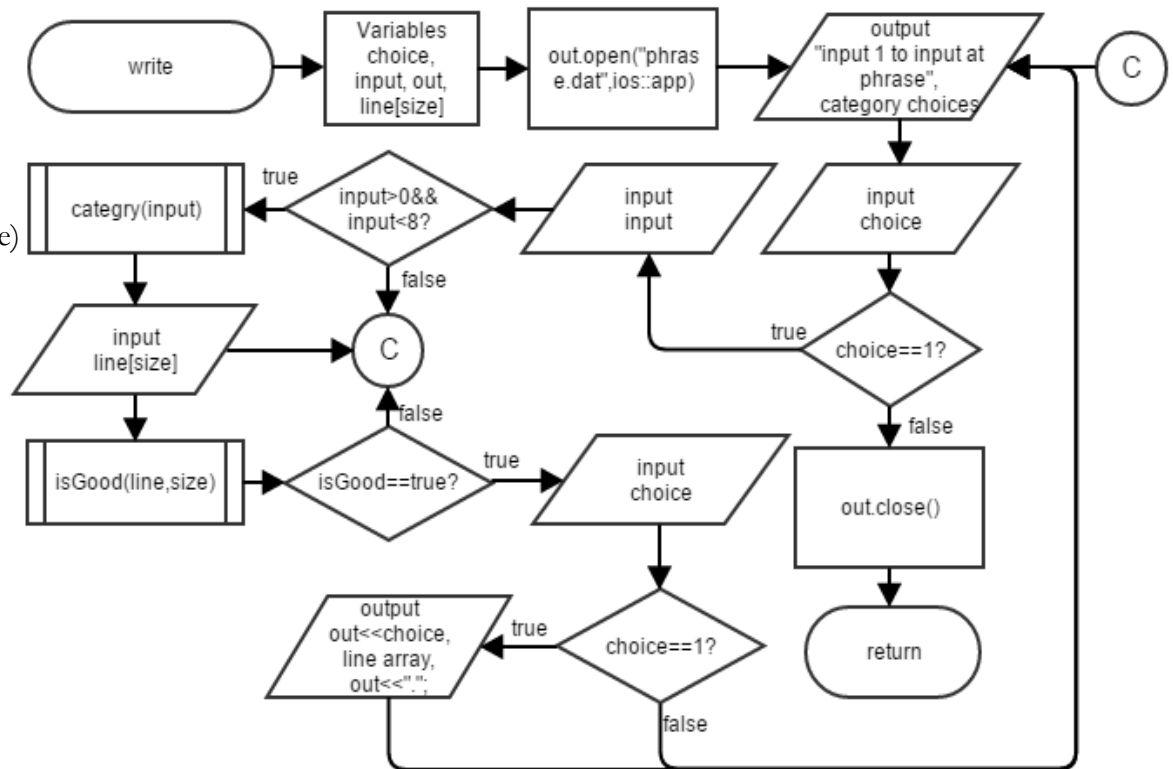 write
Variables
choice,
input, out,
line[size]
out.open("phras
e.dat",ios::app)
output
"input 1 to input at
phrase",
category choices
C
true
categry(input)
input>0&&
input<8?
input
input
input
choice
e)
false
true
input
line[size]
C
choice==1?
false
false
isGood(line,size)
isGood==true?
true
input
choice
out.close()
output
out<<choice,
line array,
out<<".";
true
choice==1?
return
false